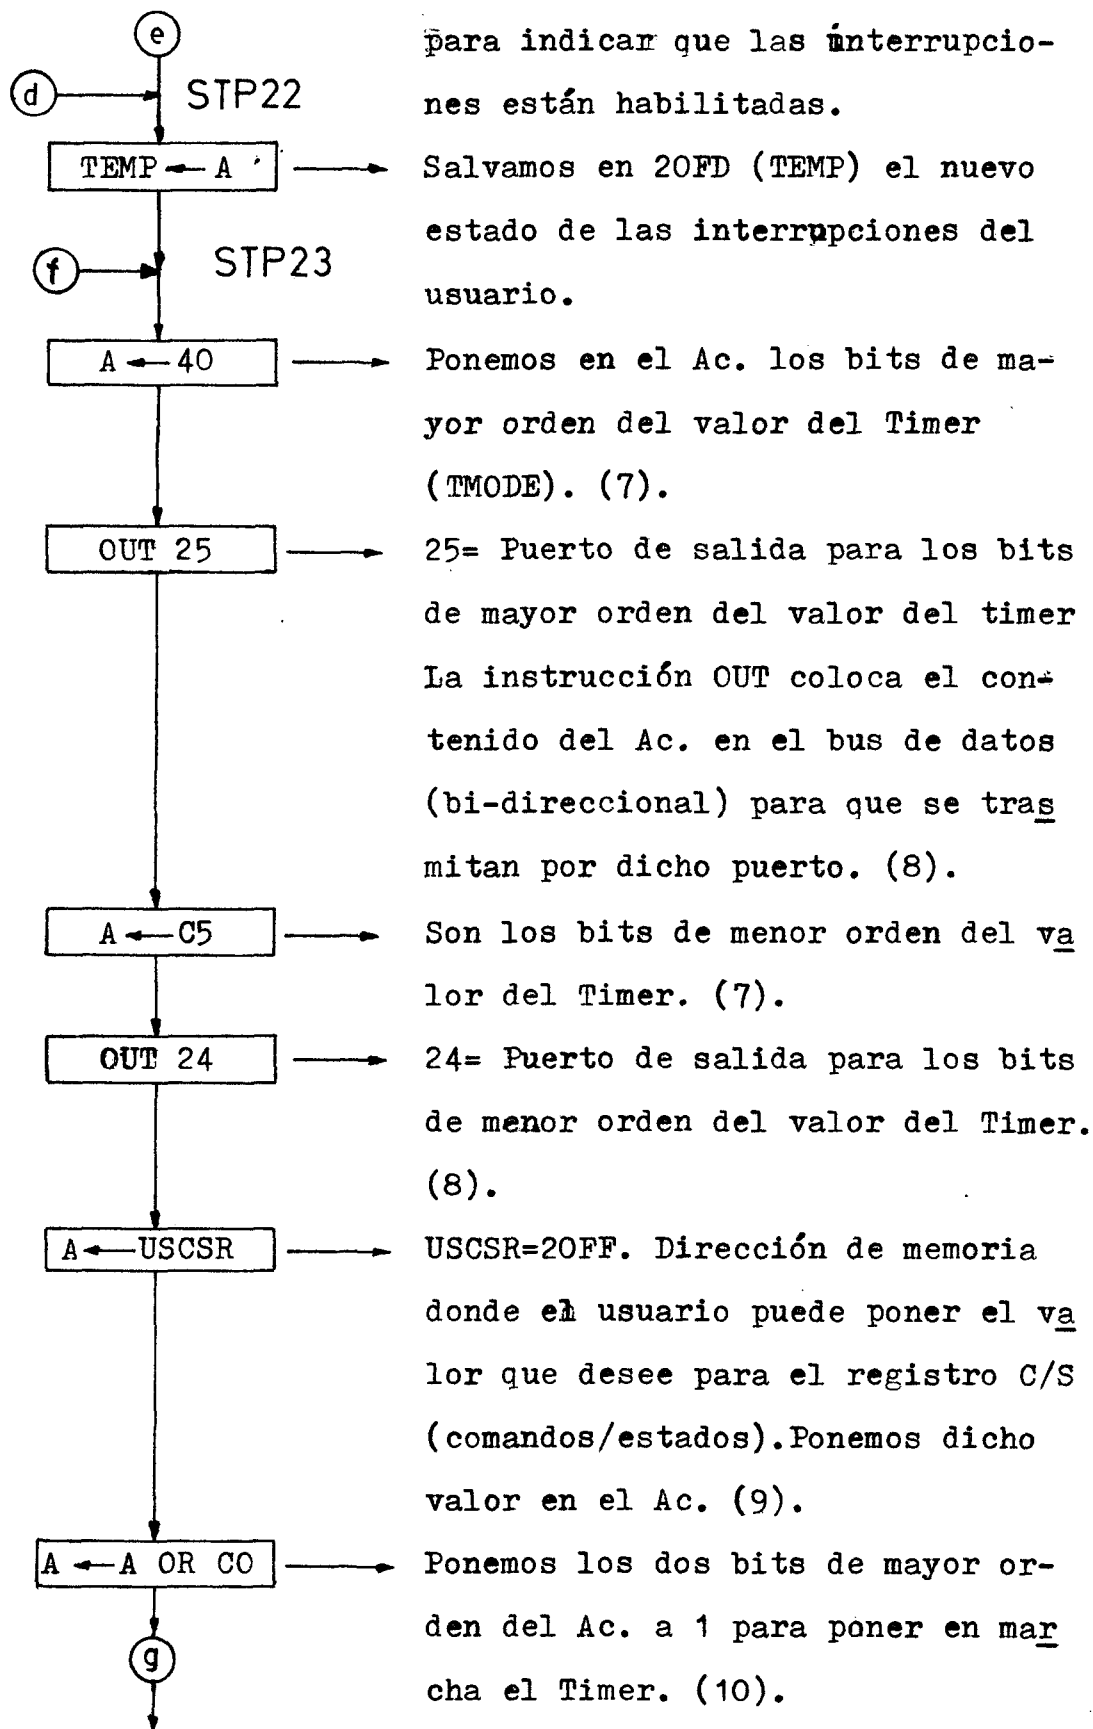 e
para indicar que las interrupcio-
d
STP22
nes están habilitadas.
TEMP ← A
Salvamos en 20FD (TEMP) el nuevo
estado de las interrupciones del
f
STP23
usuario.
A ← 40
Ponemos en el Ac. los bits de ma-
yor orden del valor del Timer
(TMODE). (7).
OUT 25
25= Puerto de salida para los bits
de mayor orden del valor del timer
La instrucción OUT coloca el con-
tenido del Ac. en el bus de datos
(bi-direccional) para que se tras
mitan por dicho puerto. (8).
A ← C5
Son los bits de menor orden del va
lor del Timer. (7).
OUT 24
24= Puerto de salida para los bits
de menor orden del valor del Timer.
(8).
A ← USCSR
USCSR=20FF. Dirección de memoria
donde el usuario puede poner el va
lor que desee para el registro C/S
(comandos/estados).Ponemos dicho
valor en el Ac. (9).
A ← A OR C0
Ponemos los dos bits de mayor or-
den del Ac. a 1 para poner en mar
g
cha el Timer. (10).